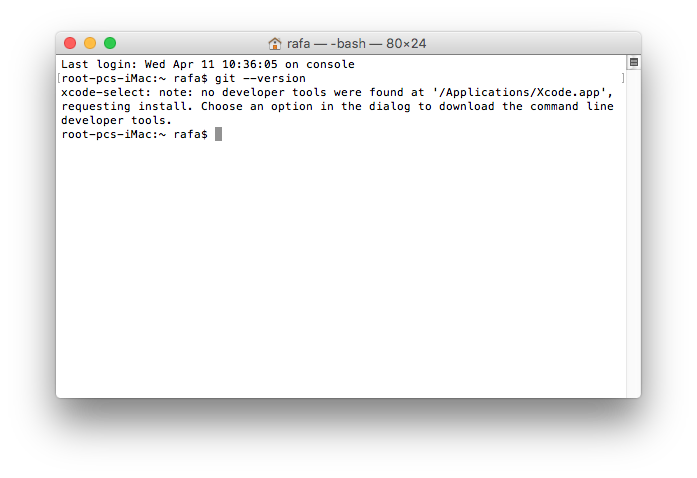 rafa — -bash — 80×24
Last login: Wed Apr 11 10:36:05 on console
[root-pcs-iMac:~ rafa$ git --version ]
xcode-select: note: no developer tools were found at '/Applications/Xcode.app',
requesting install. Choose an option in the dialog to download the command line
developer tools.
root-pcs-iMac:~ rafa$